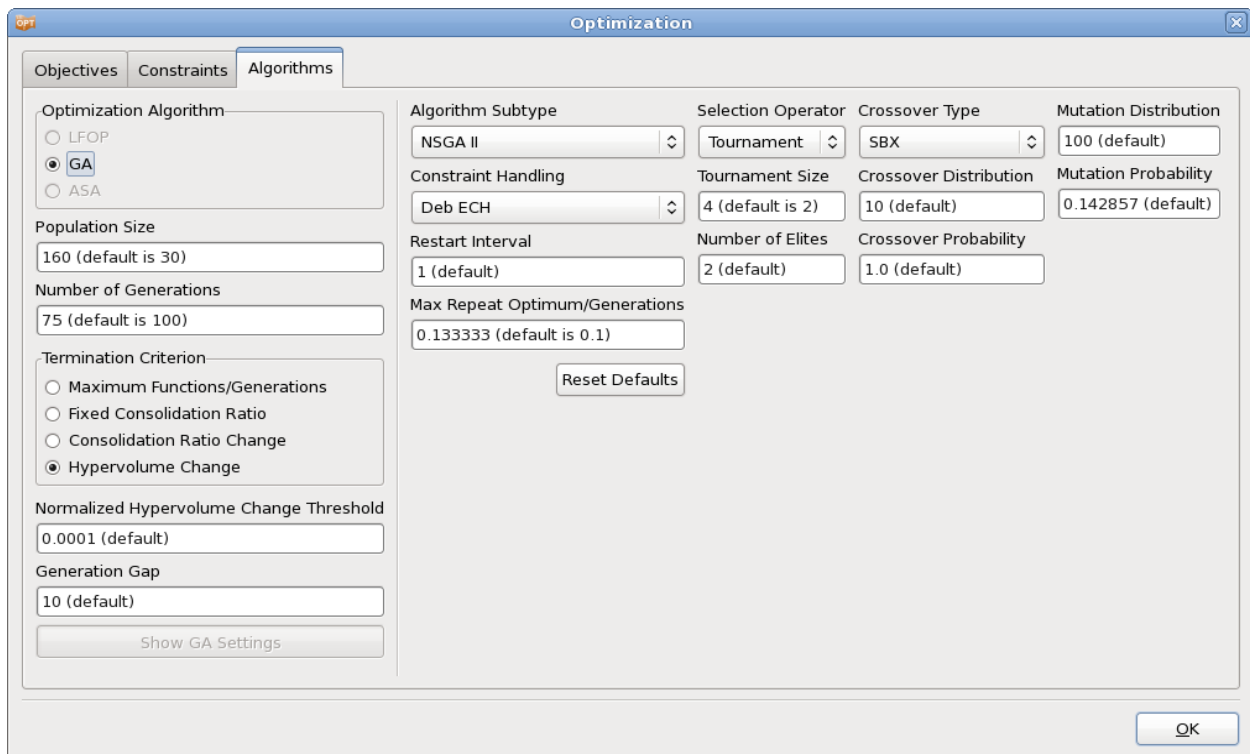 OPT
Optimization
Objectives
Constraints
Algorithms
Optimization Algorithm
LFOP
GA
ASA
Population Size
160 (default is 30)
Number of Generations
75 (default is 100)
Termination Criterion
Maximum Functions/Generations
Fixed Consolidation Ratio
Consolidation Ratio Change
Hypervolume Change
Normalized Hypervolume Change Threshold
0.0001 (default)
Generation Gap
10 (default)
Show GA Settings
Algorithm Subtype
NSGA II
Constraint Handling
Deb ECH
Restart Interval
1 (default)
Max Repeat Optimum/Generations
0.133333 (default is 0.1)
Reset Defaults
Selection Operator
Tournament
Tournament Size
4 (default is 2)
Number of Elites
2 (default)
Crossover Type
SBX
Crossover Distribution
10 (default)
Crossover Probability
1.0 (default)
Mutation Distribution
100 (default)
Mutation Probability
0.142857 (default)
OK